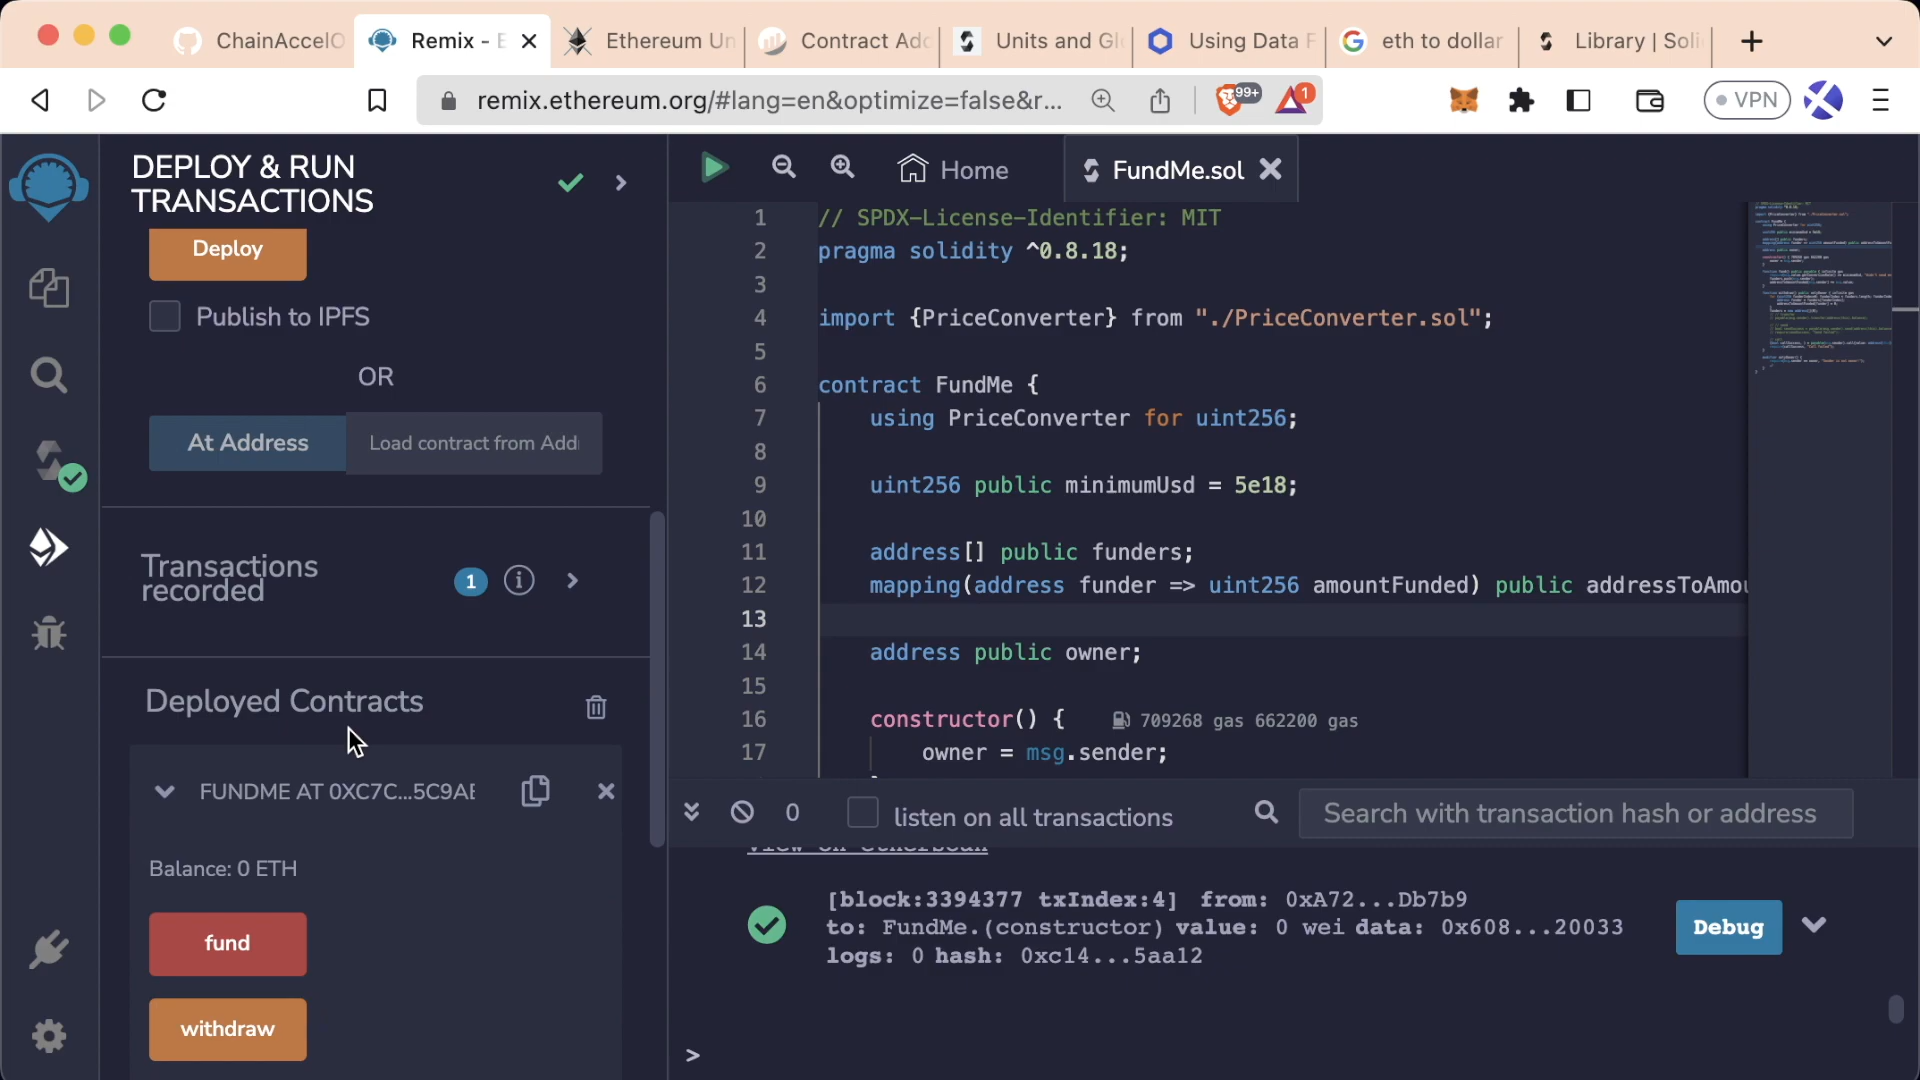 ChainAccelO
Remix - E
Ethereum Un
Contract Add
Units and Gl
Using Data F
eth to dollar
Library | Soli
remix.ethereum.org/#lang=en&optimize=false&r...
99+
1
VPN
DEPLOY & RUN
TRANSACTIONS
Deploy
Publish to IPFS
OR
At Address
Load contract from Addr
Transactions
recorded
1
Deployed Contracts
FUNDME AT 0XC7C...5C9AE
Balance: 0 ETH
fund
withdraw
Home
FundMe.sol
1 // SPDX-License-Identifier: MIT
2 pragma solidity ^0.8.18;
3
4 import {PriceConverter} from "./PriceConverter.sol";
5
6 contract FundMe {
7 using PriceConverter for uint256;
8
9 uint256 public minimumUsd = 5e18;
10
11 address[] public funders;
12 mapping(address funder => uint256 amountFunded) public addressToAmou
13
14 address public owner;
15
16 constructor() { 709268 gas 662200 gas
17 owner = msg.sender;
0
listen on all transactions
Search with transaction hash or address
view on etherscan
[block:3394377 txIndex:4] from: 0xA72...Db7b9
to: FundMe.(constructor) value: 0 wei data: 0x608...20033
logs: 0 hash: 0xc14...5aa12
Debug
>